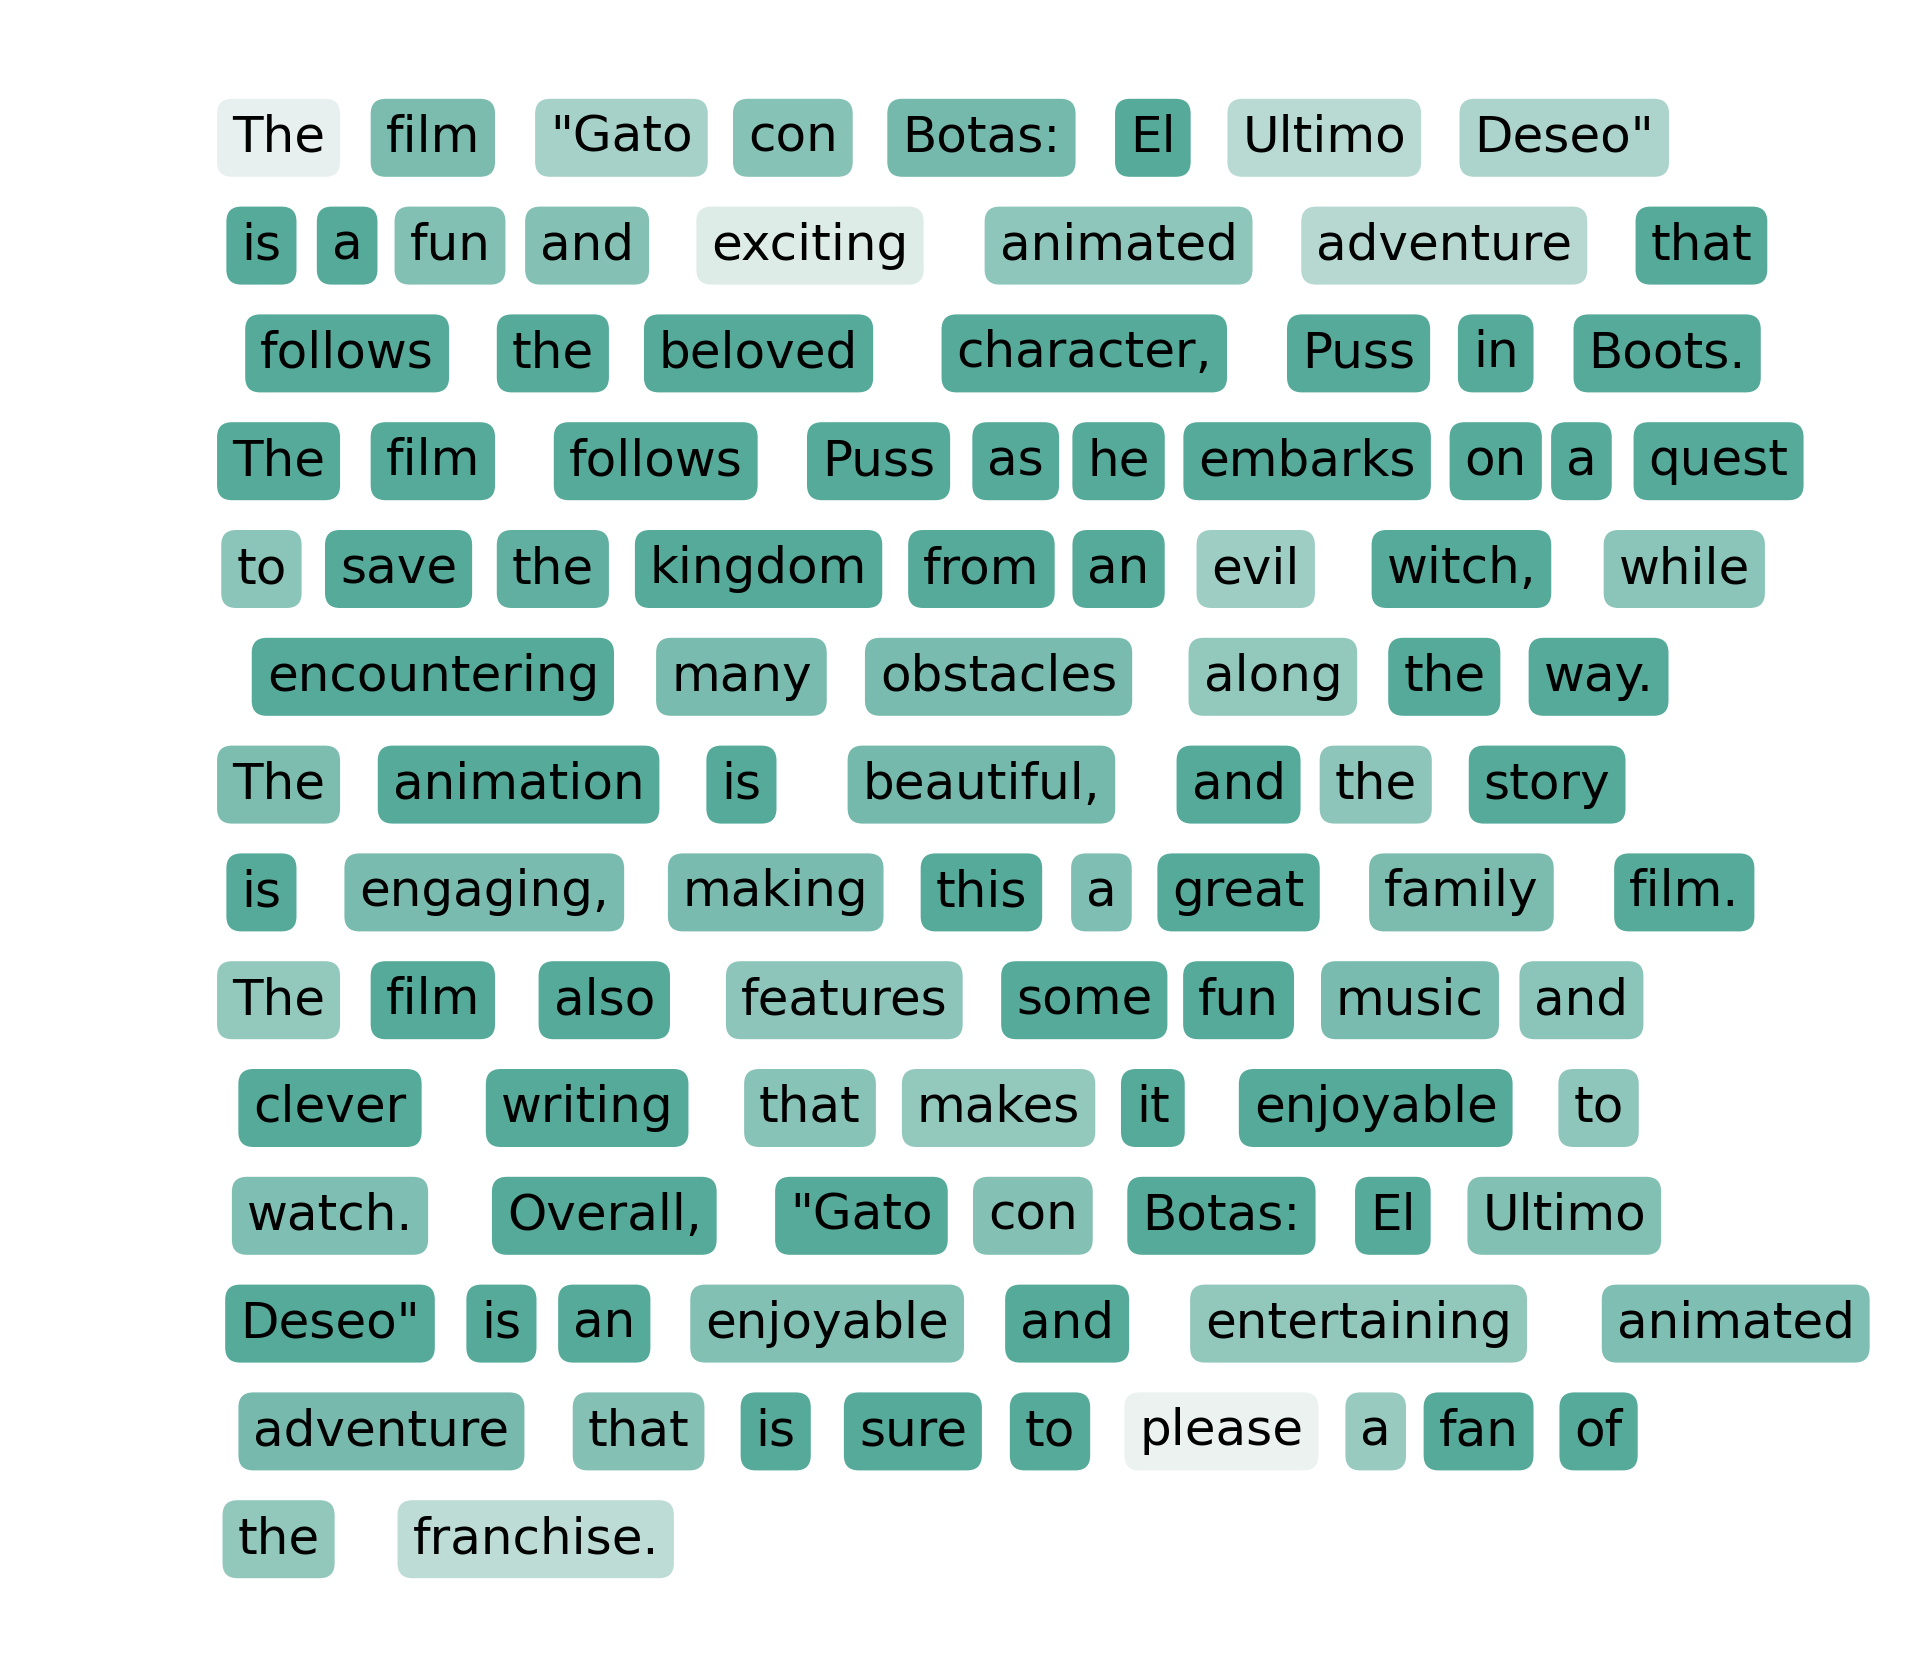 The film "Gato con Botas: El Ultimo Deseo"
is a fun and exciting animated adventure that
follows the beloved character, Puss in Boots.
The film follows Puss as he embarks on a quest
to save the kingdom from an evil witch, while
encountering many obstacles along the way.
The animation is beautiful, and the story
is engaging, making this a great family film.
The film also features some fun music and
clever writing that makes it enjoyable to
watch. Overall, "Gato con Botas: El Ultimo
Deseo" is an enjoyable and entertaining animated
adventure that is sure to please a fan of
the franchise.